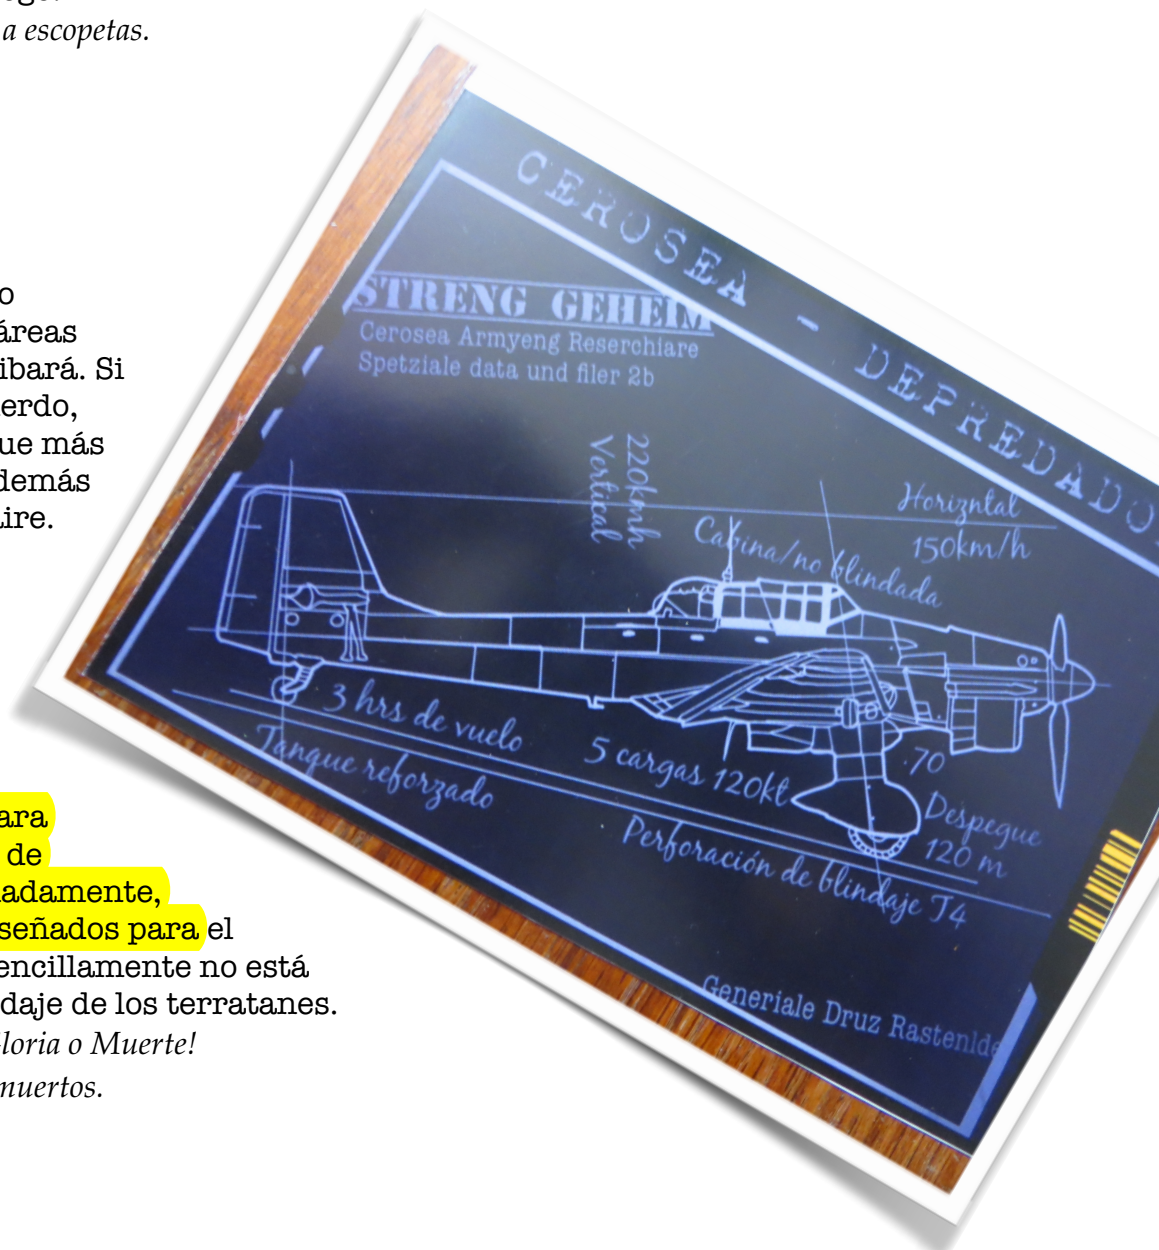 a escopetas.
áreas
ibará. Si
erdo,
ue más
demás
ire.
ara
de
adamente,
señados para el
encillamente no está
daje de los terratanes.
loria o Muerte!
muertos.
CEROSEA - DEPREDADO
STRENG GEHEIM
Cerosea Armyeng Reserchiare
Spetziale data und filer 2b
220kmh
Vertical
Horizntal
150km/h
Cabina/no blindada
3 hrs de vuelo
Tanque reforzado
5 cargas 120kt
70
Despegue
120 m
Perforación de blindaje T4
Generiale Druz Rastenlde